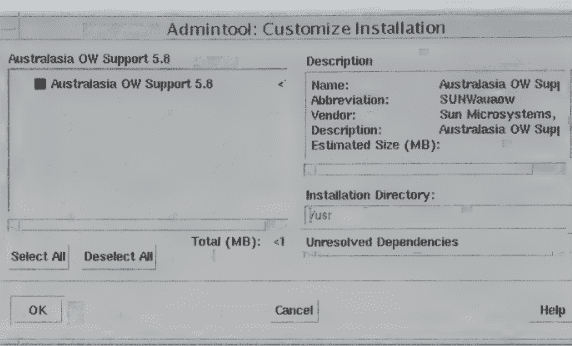 Admintool: Customize Installation
Australasia OW Support 5.8
Australasia OW Support 5.8 <
Total (MB): <1
Select All Deselect All
Description
Name: Australasia OW Supp
Abbreviation: SUNWauaow
Vendor: Sun Microsystems,
Description: Australasia OW Supp
Estimated Size (MB):
Installation Directory:
/usr
Unresolved Dependencies
OK Cancel Help